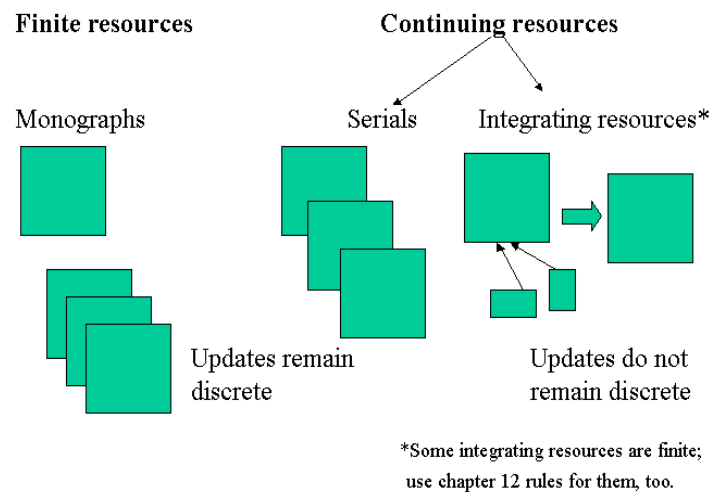 Finite resources
Continuing resources
Monographs
Serials
Integrating resources*
Updates remain
discrete
Updates do not
remain discrete
*Some integrating resources are finite;
use chapter 12 rules for them, too.